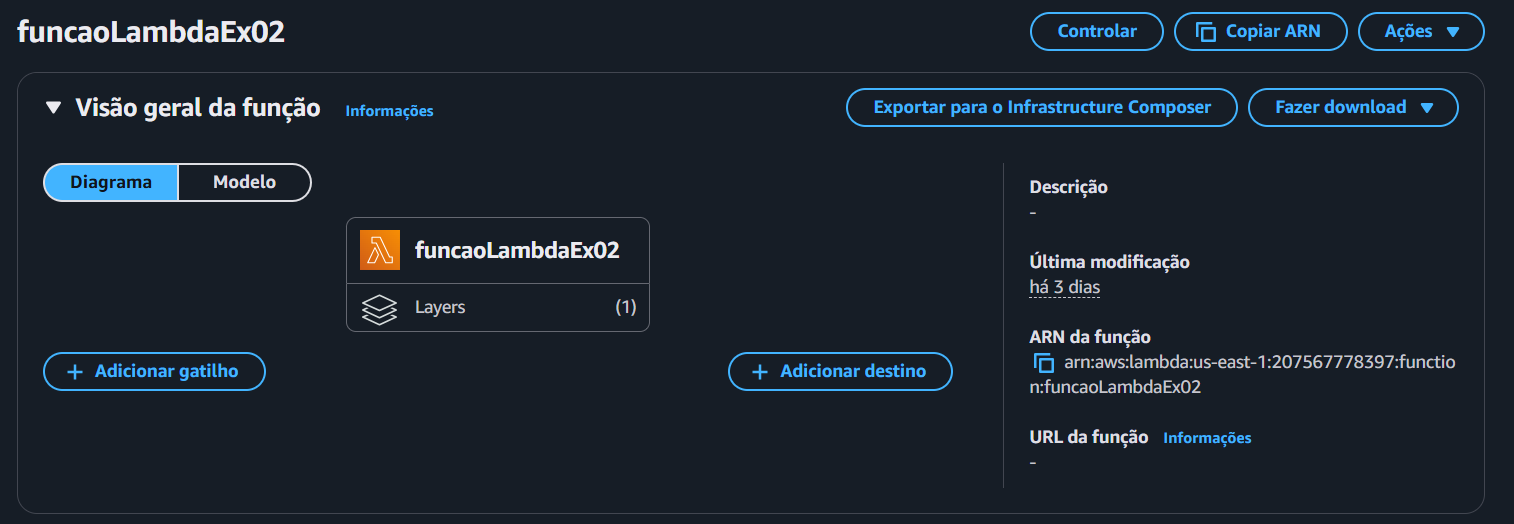 funcaoLambdaEx02
Controlar
Copiar ARN
Ações
Visão geral da função
Informações
Exportar para o Infrastructure Composer
Fazer download
Diagrama
Modelo
funcaoLambdaEx02
Layers
(1)
Adicionar gatilho
Adicionar destino
Descrição
-
Última modificação
há 3 dias
ARN da função
arn:aws:lambda:us-east-1:207567778397:functio
n:funcaoLambdaEx02
URL da função
Informações
-